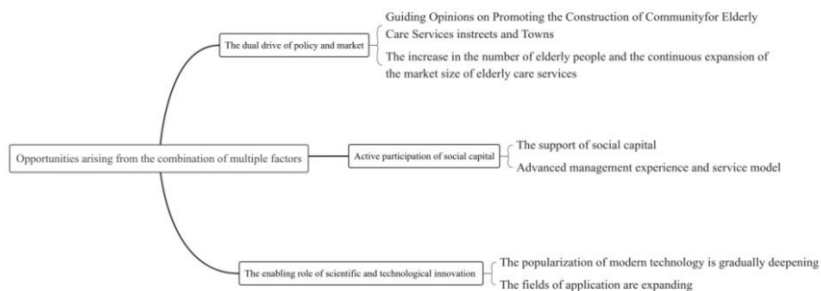 Guiding Opinions on Promoting the Construction of Communityfor Elderly
Care Services instreets and Towns
The dual drive of policy and market
The increase in the number of elderly people and the continuous expansion of
the market size of elderly care services
Opportunities arising from the combination of multiple factors
Active participation of social capital
The support of social capital
Advanced management experience and service model
The enabling role of scientific and technological innovation
The popularization of modern technology is gradually deepening
The fields of application are expanding